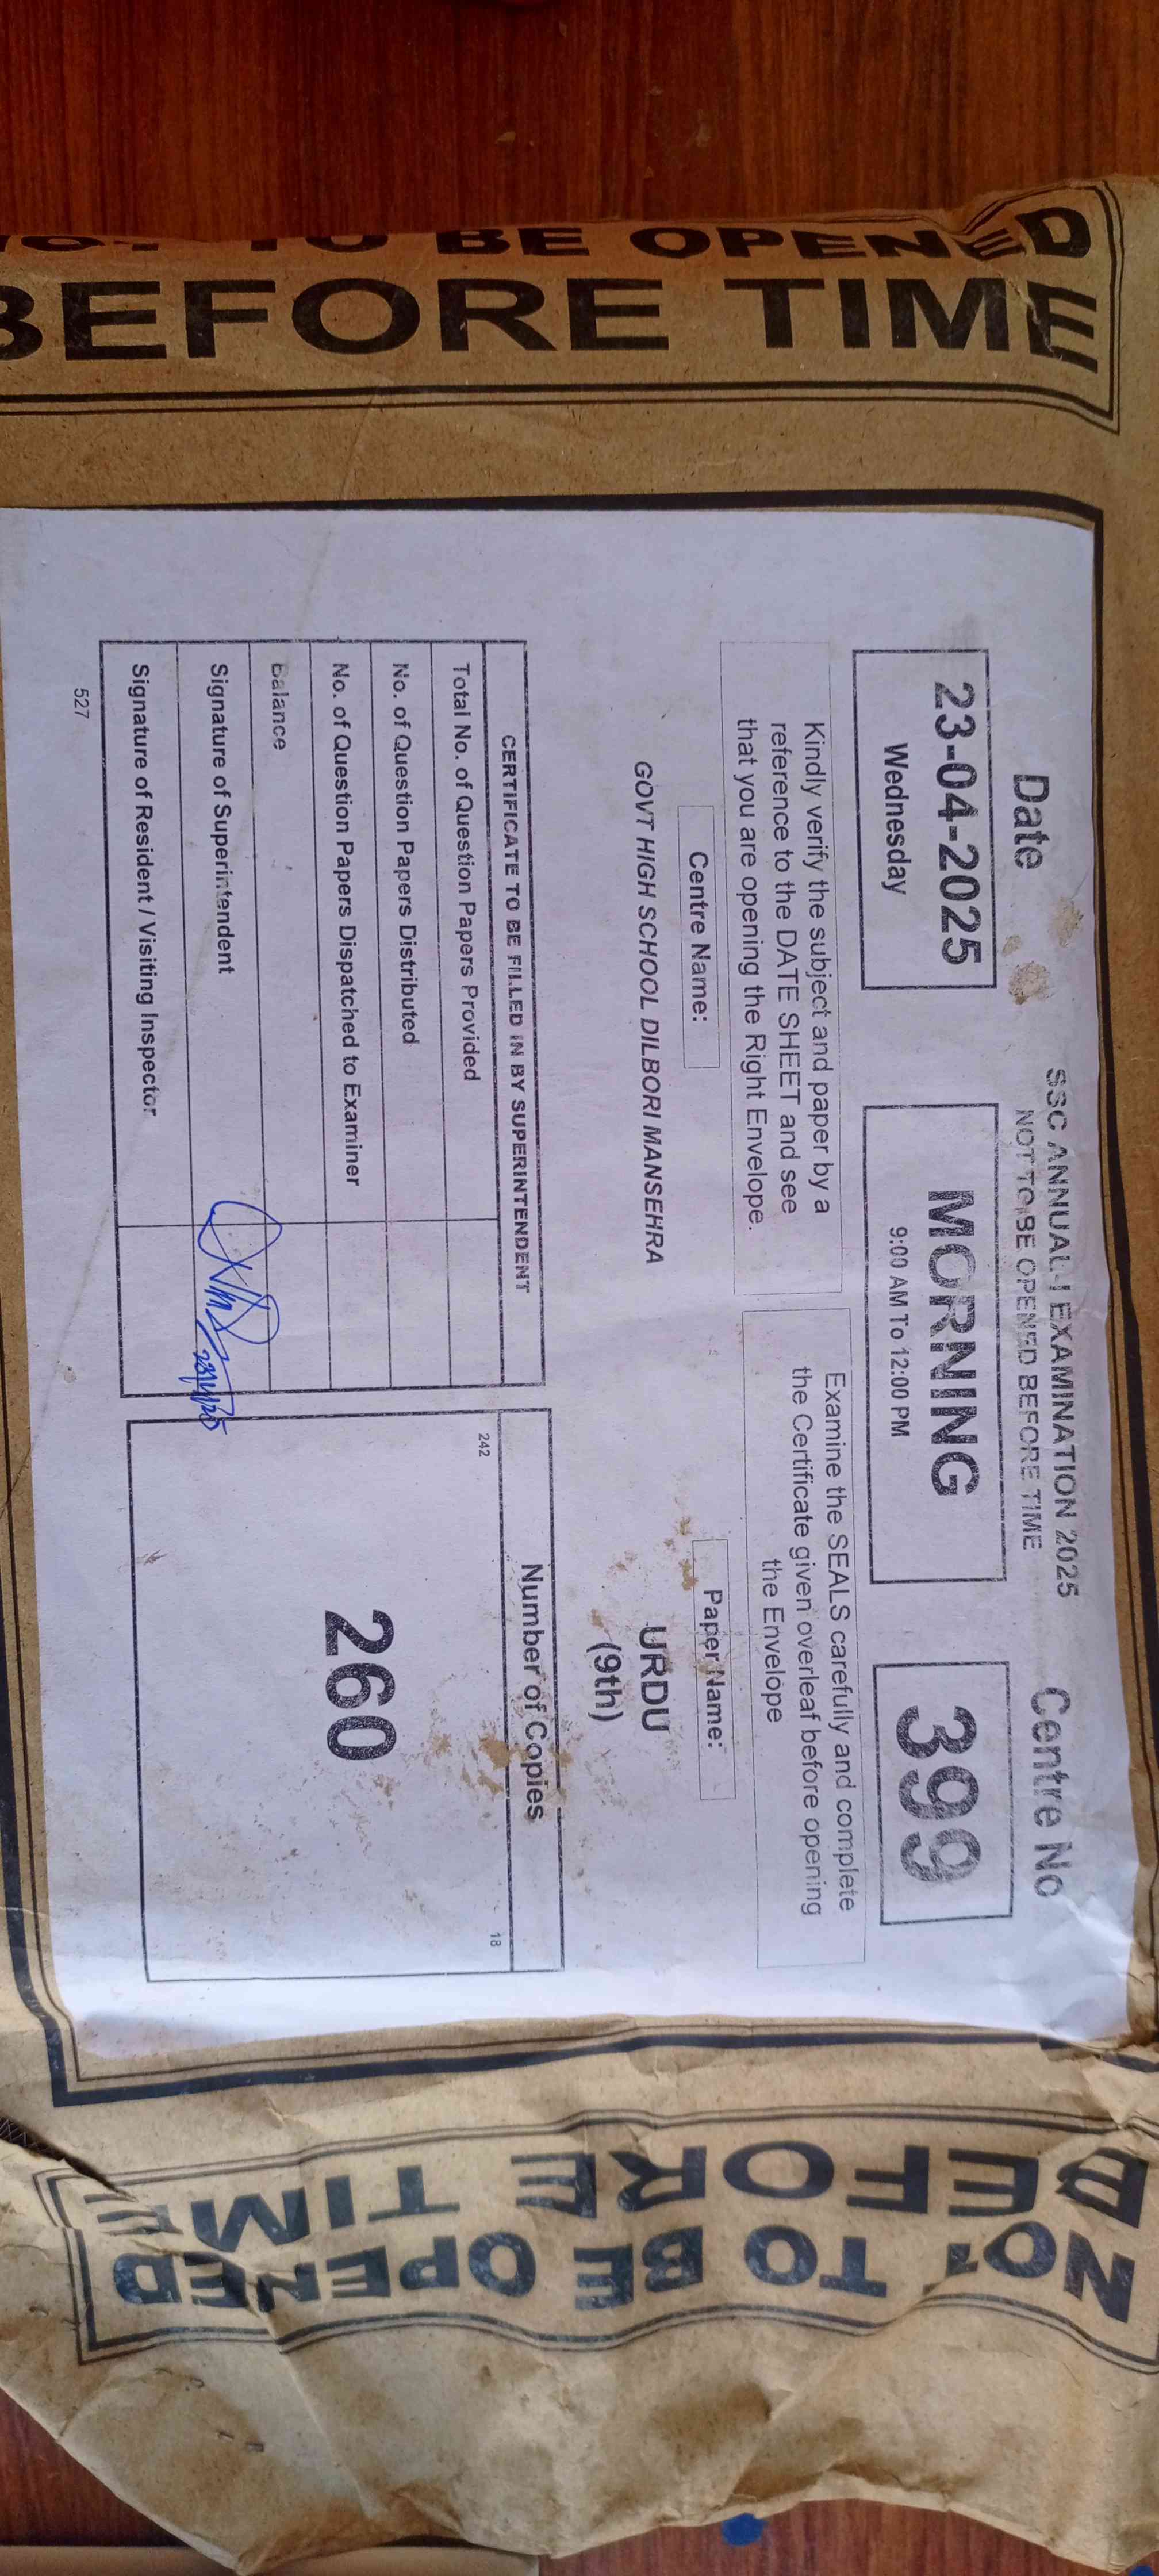 NOT TO BE OPENED
BEFORE TIME
SSC ANNUAL-I EXAMINATION 2025
NOT TO BE OPENED BEFORE TIME
Date
Centre No
23-04-2025
Wednesday
MORNING
9:00 AM To 12:00 PM
399
Kindly verify the subject and paper by a
reference to the DATE SHEET and see
that you are opening the Right Envelope.
Examine the SEALS carefully and complete
the Certificate given overleaf before opening
the Envelope
Centre Name:
Paper Name:
GOVT HIGH SCHOOL DILBORI MANSEHRA
URDU
(9th)
CERTIFICATE TO BE FILLED IN BY SUPERINTENDENT
Total No. of Question Papers Provided
No. of Question Papers Distributed
No. of Question Papers Dispatched to Examiner
Balance
Signature of Superintendent
Signature of Resident / Visiting Inspector
527
Number of Copies
242
18
260
NOT TO BE OPENED
BEFORE TIME